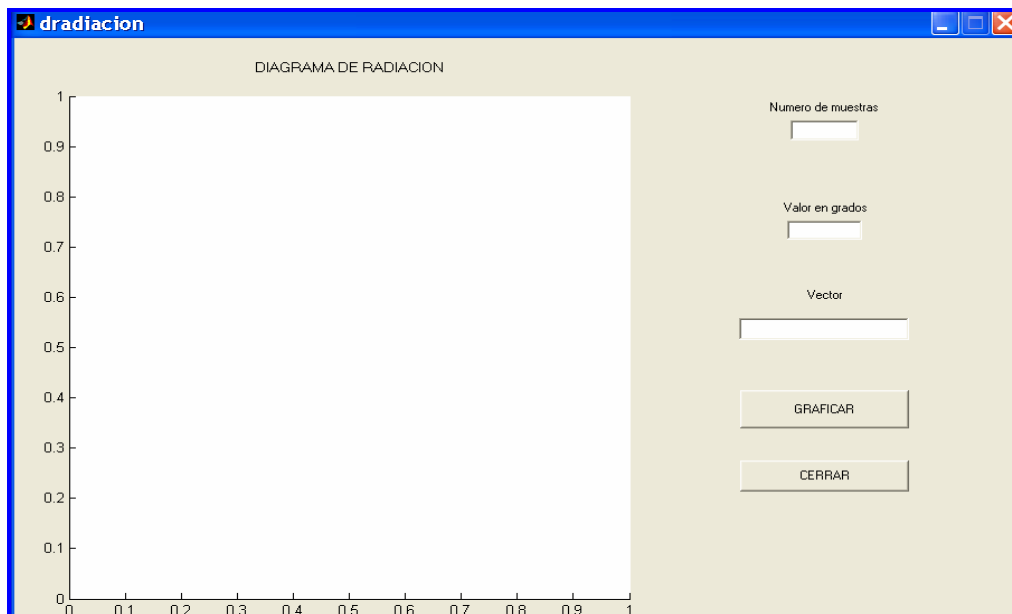 dradiacion
DIAGRAMA DE RADIACION
1
0.9
0.8
0.7
0.6
0.5
0.4
0.3
0.2
0.1
0
0 0.1 0.2 0.3 0.4 0.5 0.6 0.7 0.8 0.9 1
Numero de muestras
Valor en grados
Vector
GRAFICAR
CERRAR